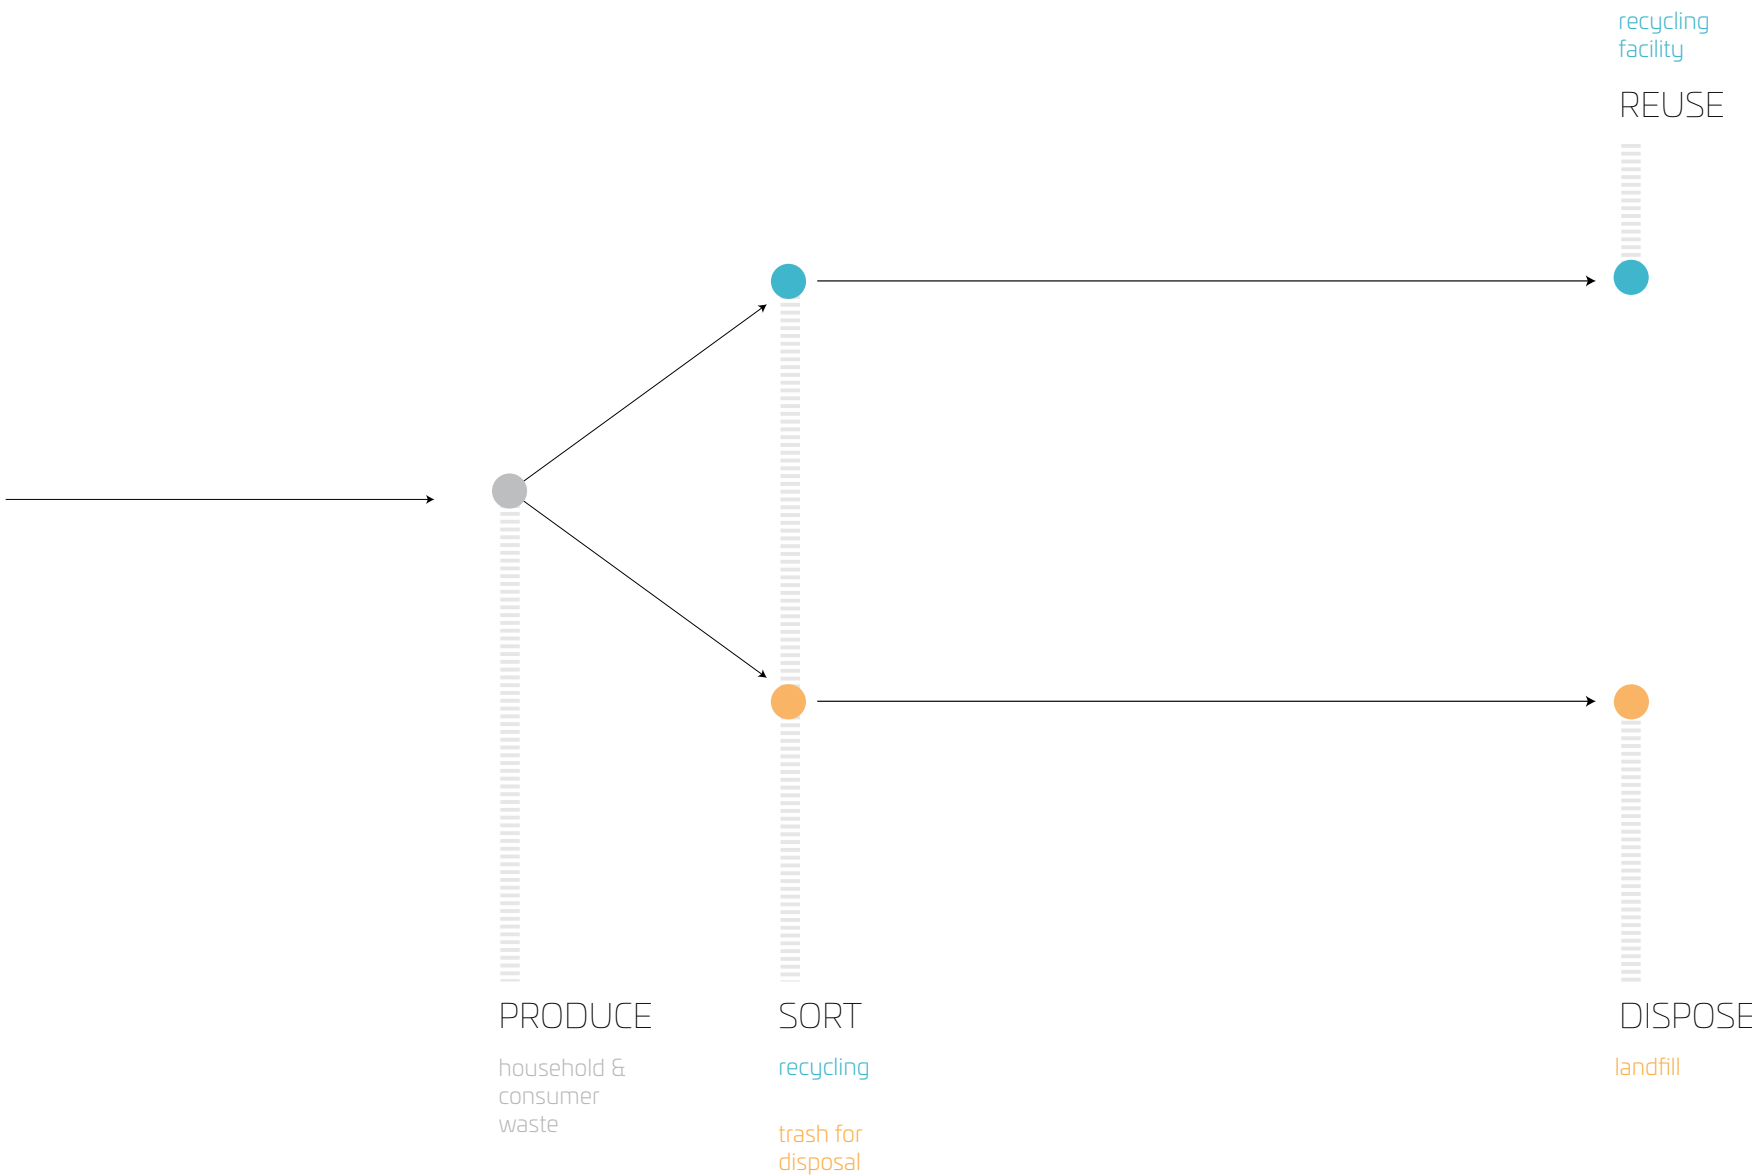 recycling
facility
REUSE
PRODUCE
household &
consumer
waste
SORT
recycling
trash for
disposal
DISPOSE
landfill